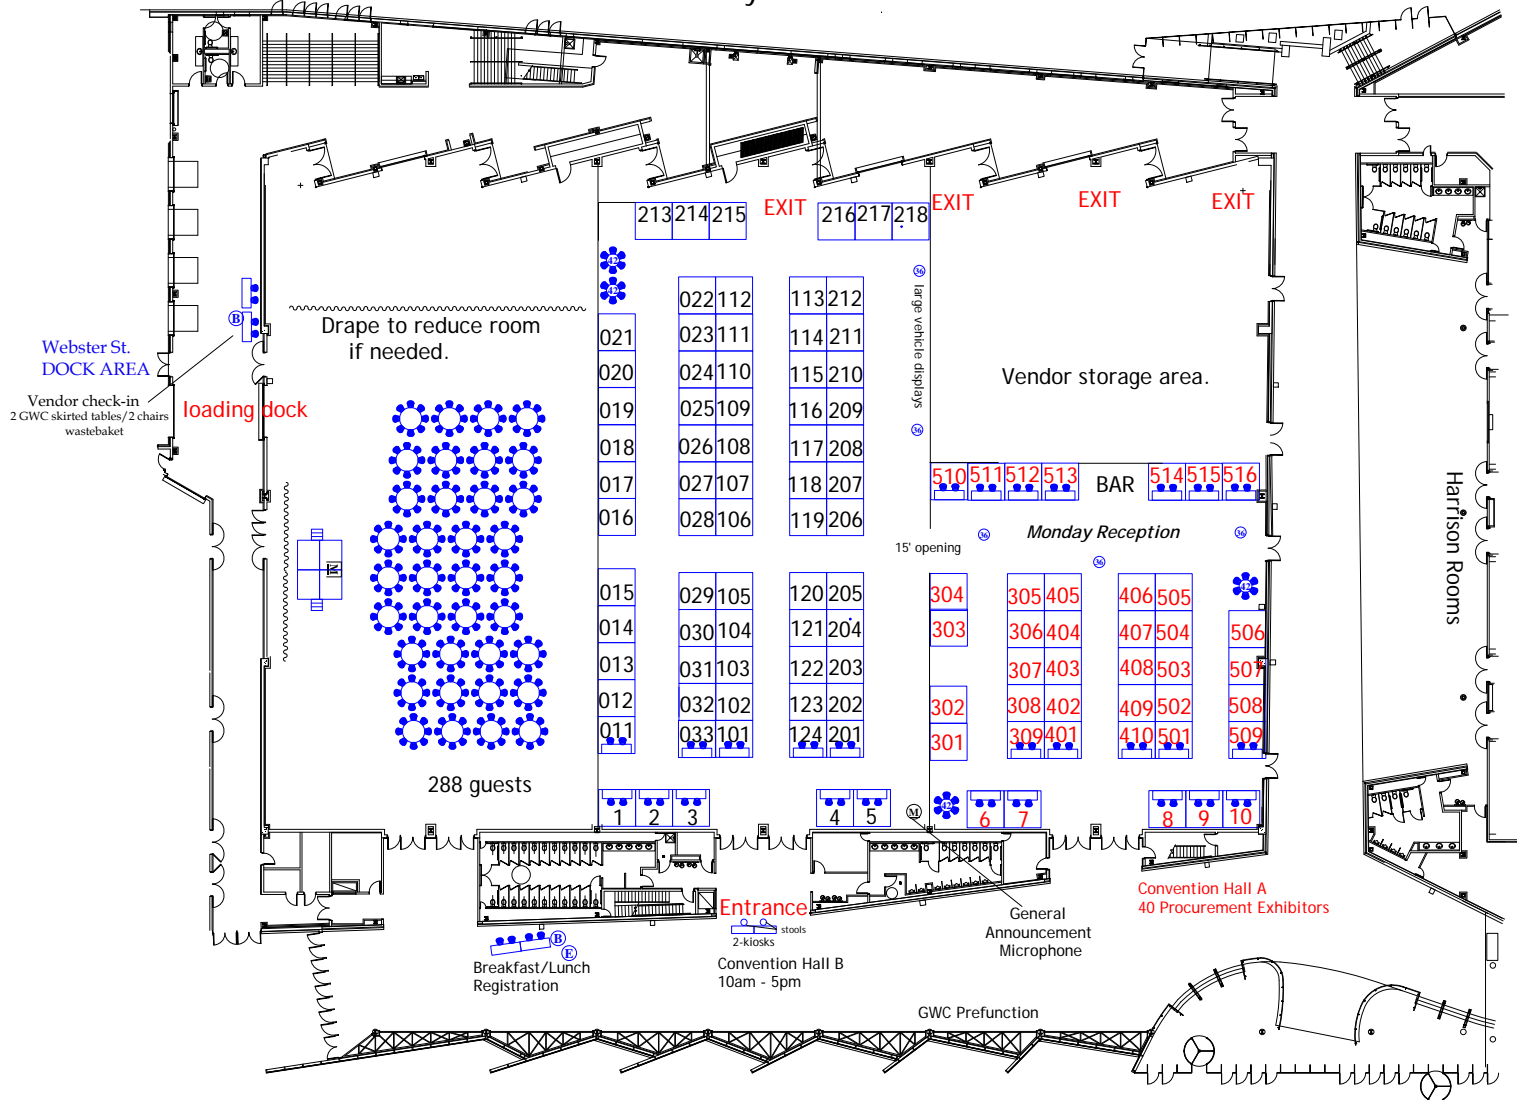 213 214 215 EXIT 216 217 218 EXIT EXIT EXIT
42
42
36
large vehicle displays
36
022 112 113 212
021 023 111 114 211
020 024 110 115 210
019 025 109 116 209
018 026 108 117 208
017 027 107 118 207
016 028 106 119 206
Drape to reduce room
if needed.
B
Webster St.
DOCK AREA
Vendor check-in
2 GWC skirted tables/2 chairs
wastebaket
loading dock
Vendor storage area.
510 511 512 513 BAR 514 515 516
Monday Reception
36
36
36
15' opening
Harrison Rooms
M
42
015 029 105 120 205 304 305 405 406 505
014 030 104 121 204 303 306 404 407 504 506
013 031 103 122 203 307 403 408 503 507
012 032 102 123 202 302 308 402 409 502 508
011 033 101 124 201 301 309 401 410 501 509
288 guests
1 2 3 4 5 6 7 8 9 10
M
42
Entrance
stools
2-kiosks
Convention Hall B
10am - 5pm
B
E
Breakfast/Lunch
Registration
General
Announcement
Microphone
Convention Hall A
40 Procurement Exhibitors
GWC Prefunction